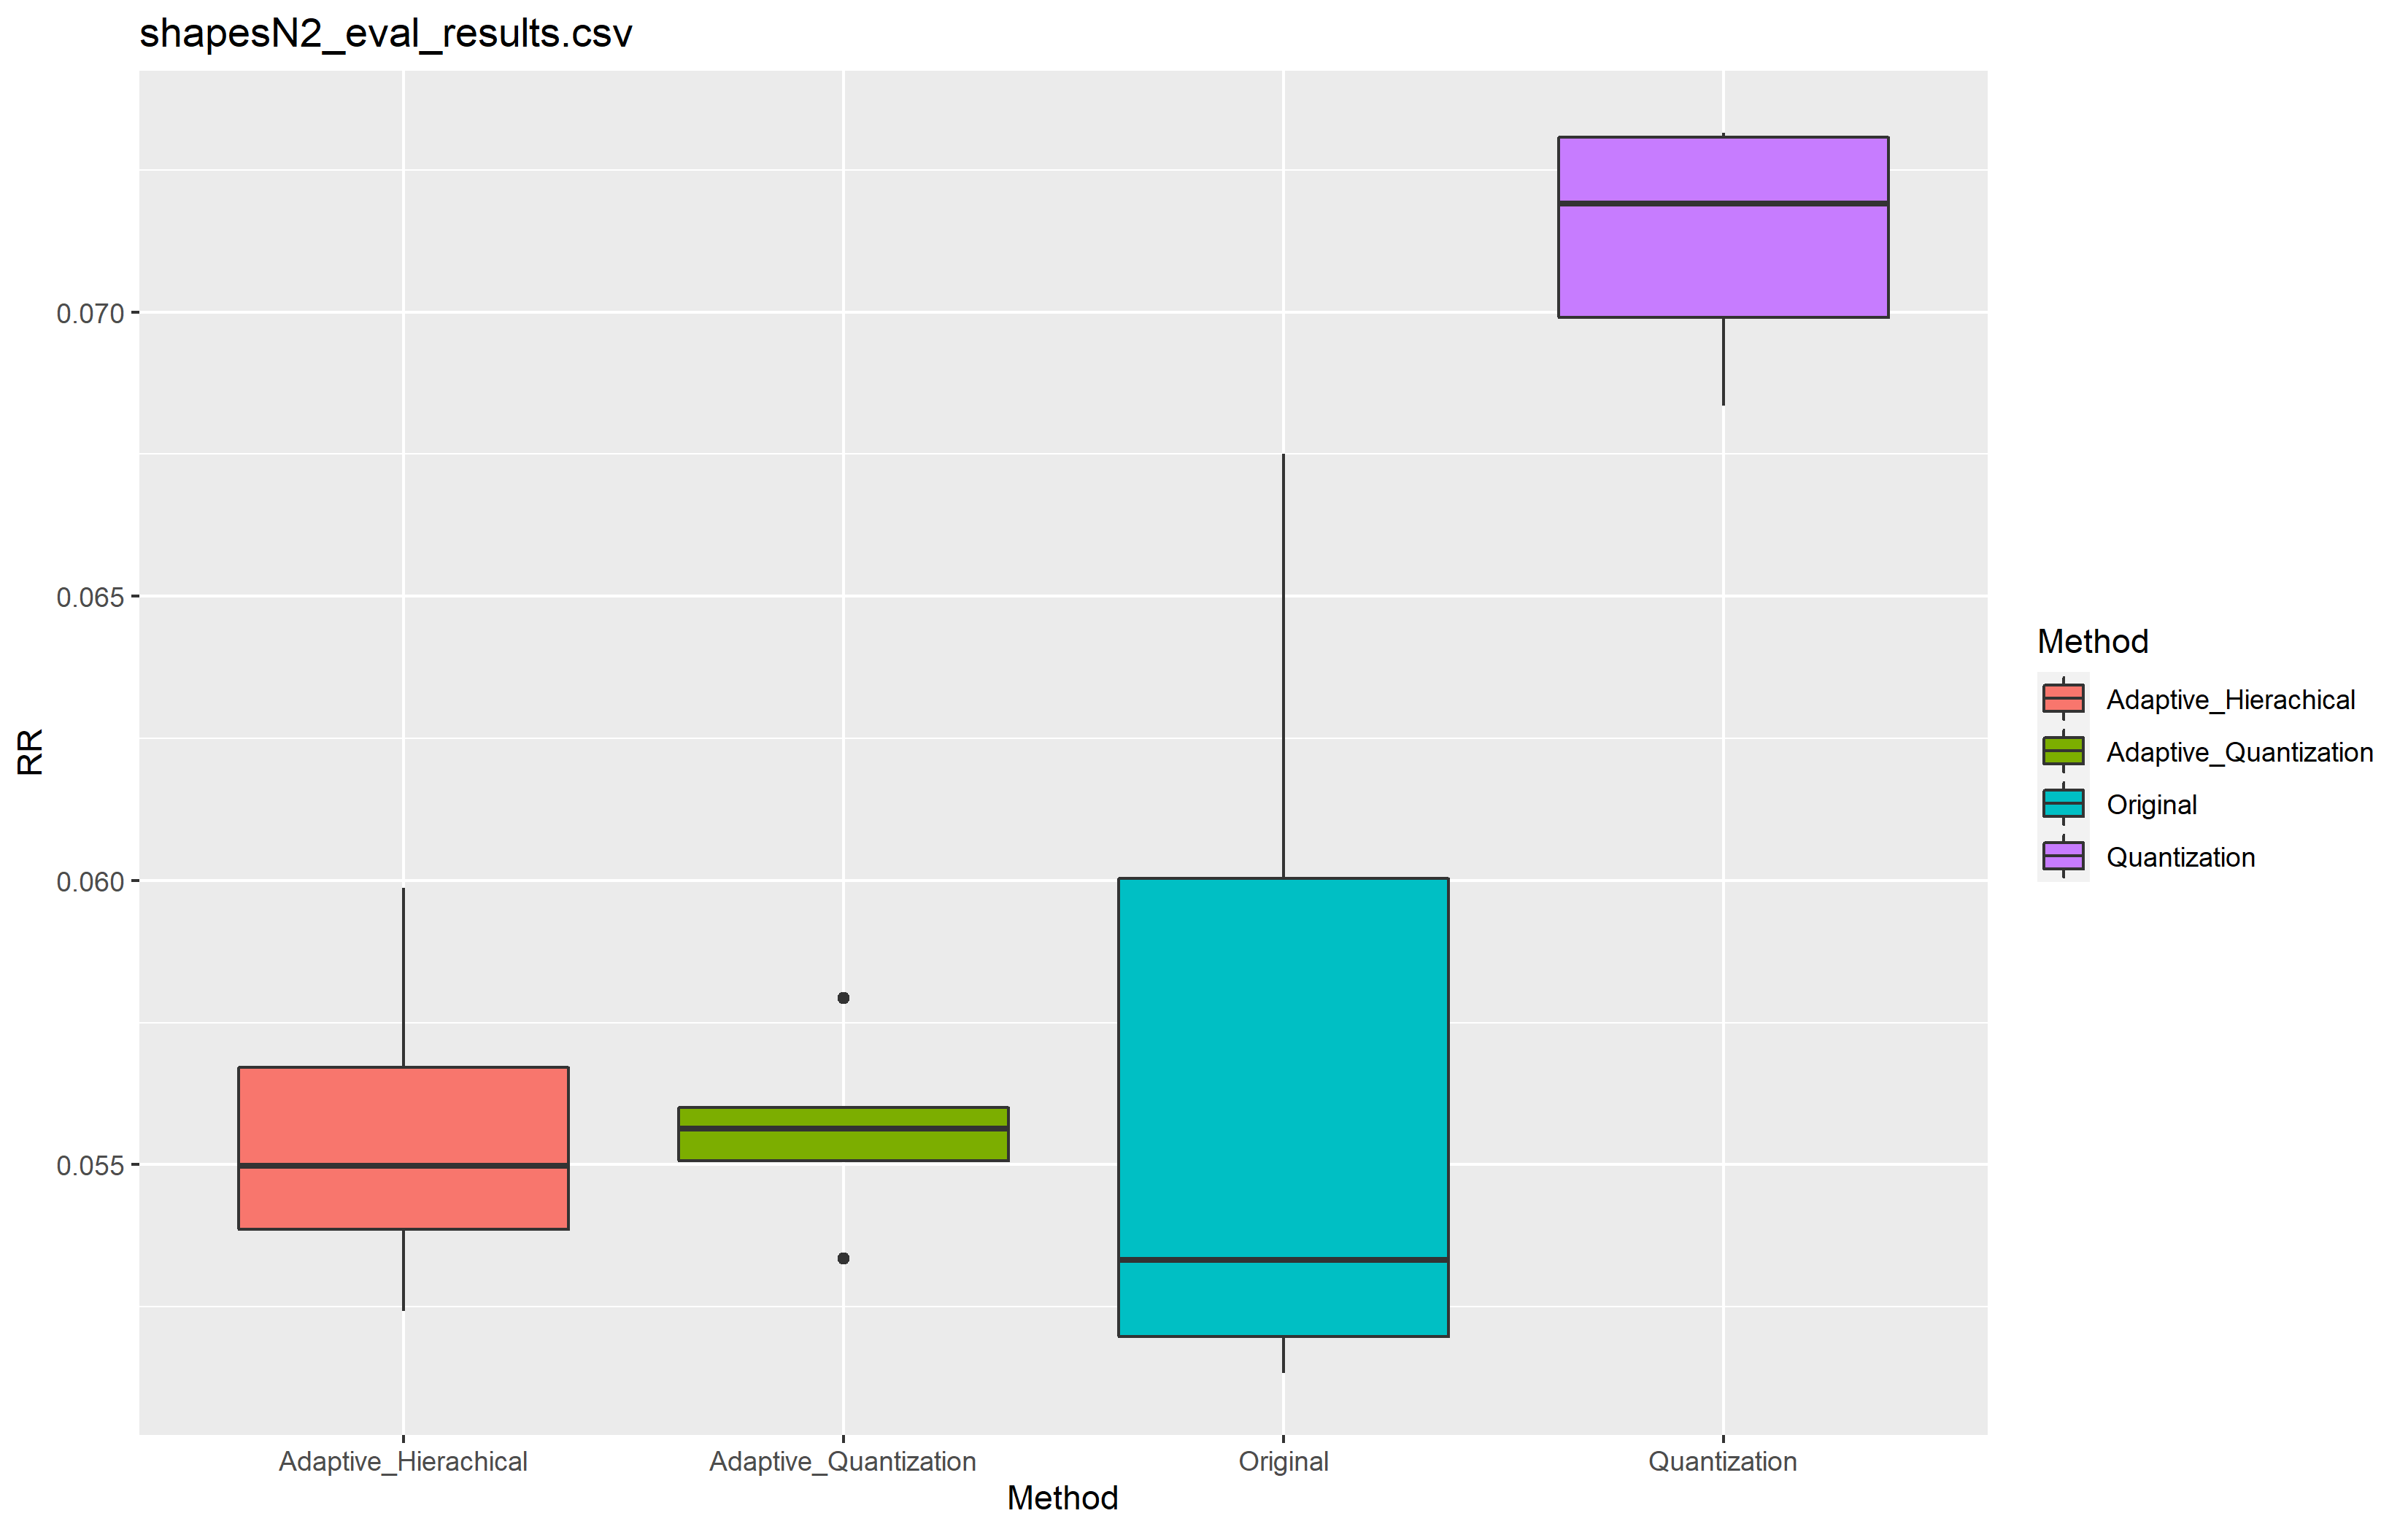 shapesN2_eval_results.csv
RR
0.070
0.065
0.060
0.055
Adaptive_Hierachical
Adaptive_Quantization
Original
Quantization
Method
Method
Adaptive_Hierachical
Adaptive_Quantization
Original
Quantization